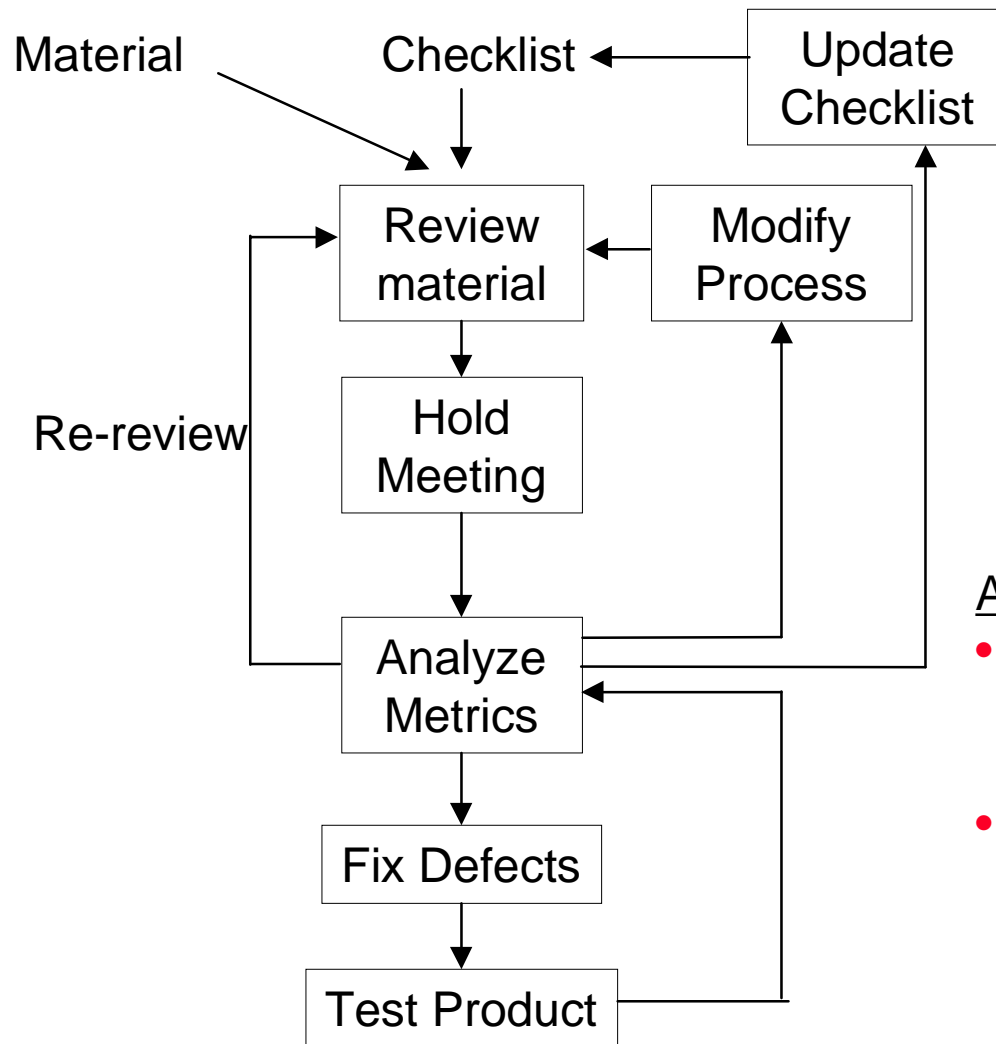 Material
Checklist
Update
Checklist
Review
material
Modify
Process
Re-review
Hold
Meeting
A
Analyze
Metrics
Fix Defects
Test Product